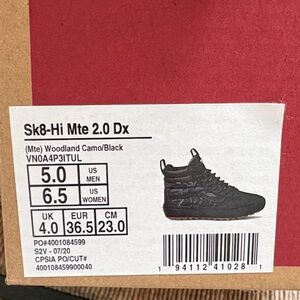 Sk8-Hi Mte 2.0 Dx
(Mte) Woodland Camo/Black
VN0A4P3ITUL
5.0 US MEN
6.5 US WOMEN
UK EUR CM
4.0 36.5 23.0
PO#4001084599
S2V - 07/20
CPSIA PO/CUT#
400108459900040
1 94112 41028 1